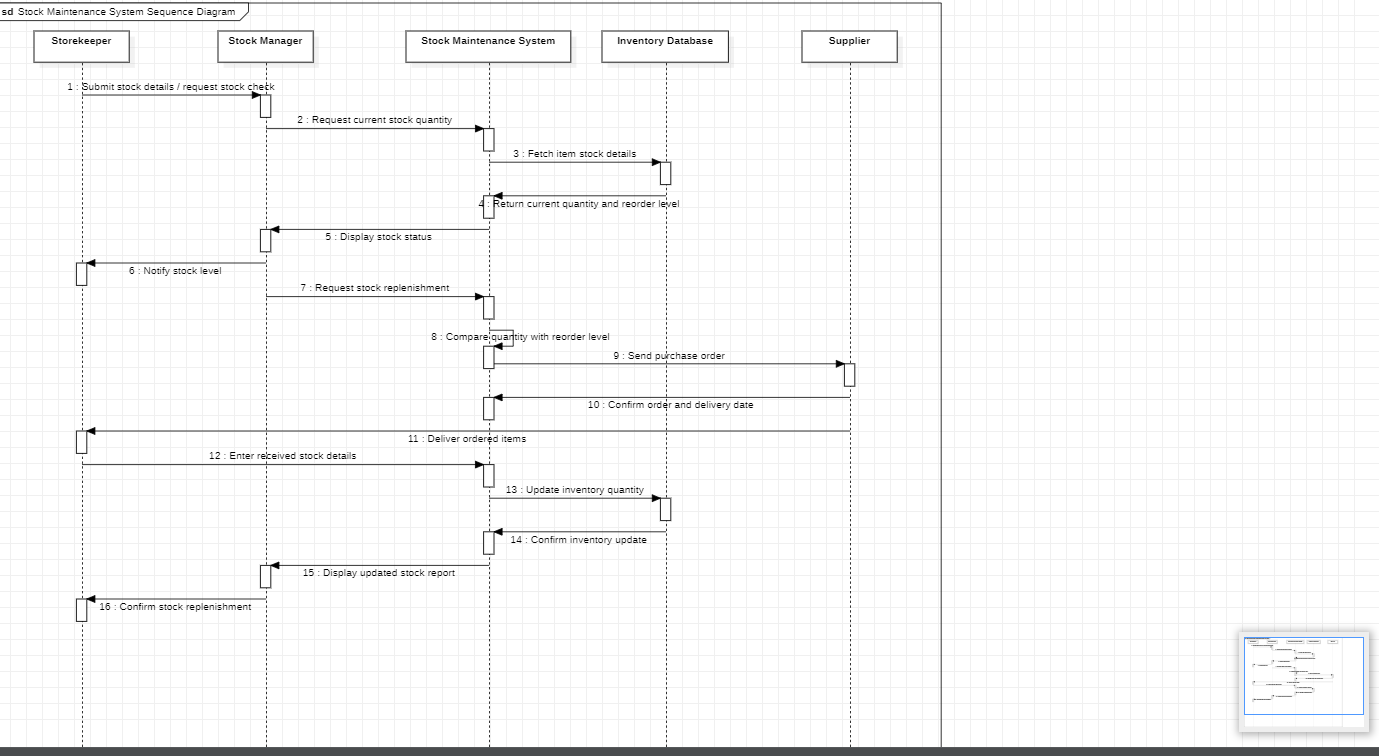 sd Stock Maintenance System Sequence Diagram
Storekeeper
Stock Manager
Stock Maintenance System
Inventory Database
Supplier
1 : Submit stock details / request stock check
2 : Request current stock quantity
3 : Fetch item stock details
4 : Return current quantity and reorder level
5 : Display stock status
6 : Notify stock level
7 : Request stock replenishment
8 : Compare quantity with reorder level
9 : Send purchase order
10 : Confirm order and delivery date
11 : Deliver ordered items
12 : Enter received stock details
13 : Update inventory quantity
14 : Confirm inventory update
15 : Display updated stock report
16 : Confirm stock replenishment